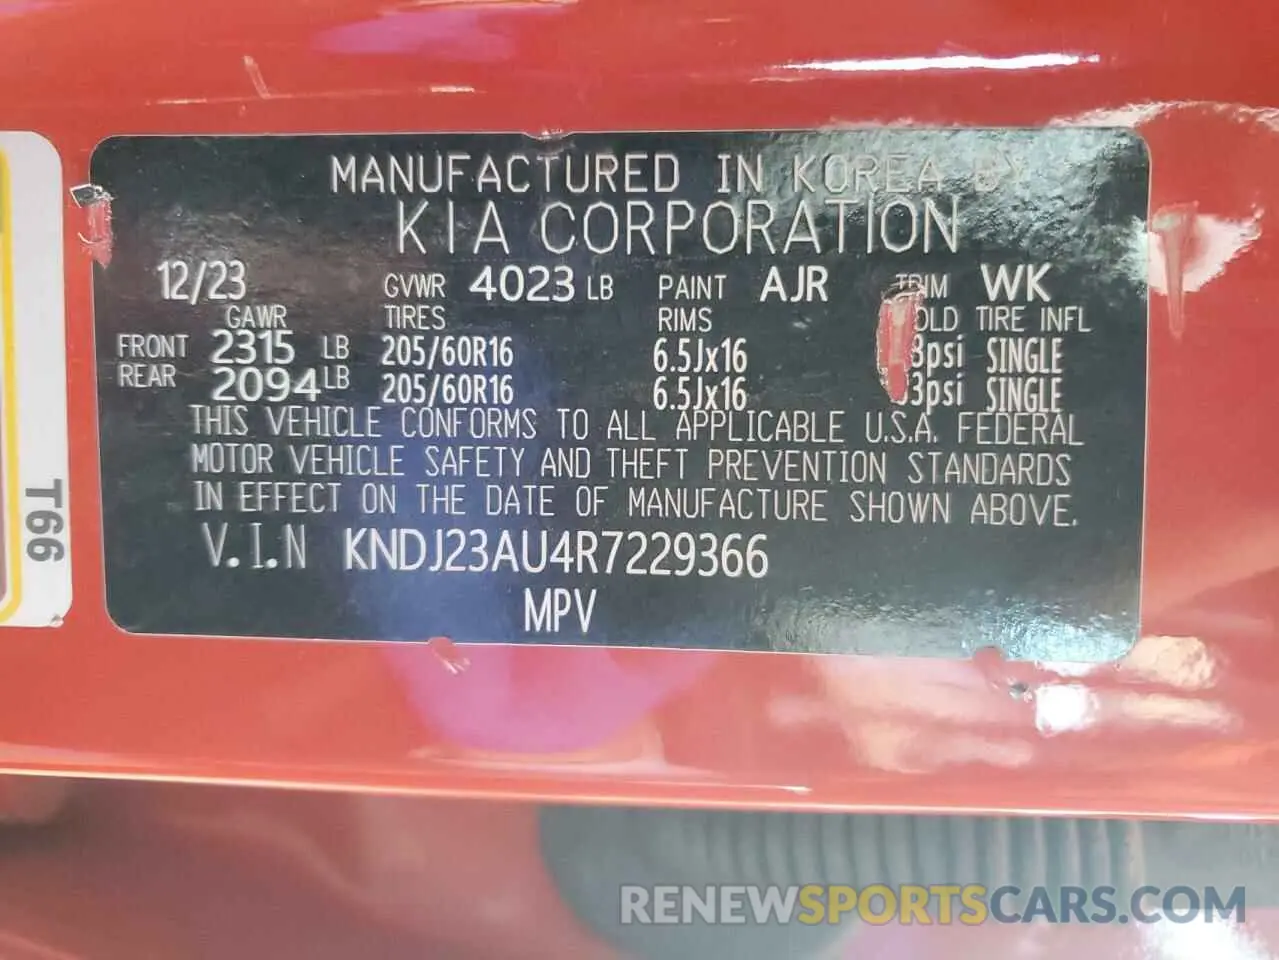 MANUFACTURED IN KOREA BY
KIA CORPORATION
12/23 GVWR 4023 LB PAINT AJR TRIM WK
GAWR TIRES RIMS COLD TIRE INFL
FRONT 2315 LB 205/60R16 6.5Jx16 psi SINGLE
REAR 2094 LB 205/60R16 6.5Jx16 psi SINGLE
THIS VEHICLE CONFORMS TO ALL APPLICABLE U.S.A. FEDERAL
MOTOR VEHICLE SAFETY AND THEFT PREVENTION STANDARDS
IN EFFECT ON THE DATE OF MANUFACTURE SHOWN ABOVE.
V.I.N KNDJ23AU4R7229366
MPV
T66
RENEWSPORTSCARS.COM